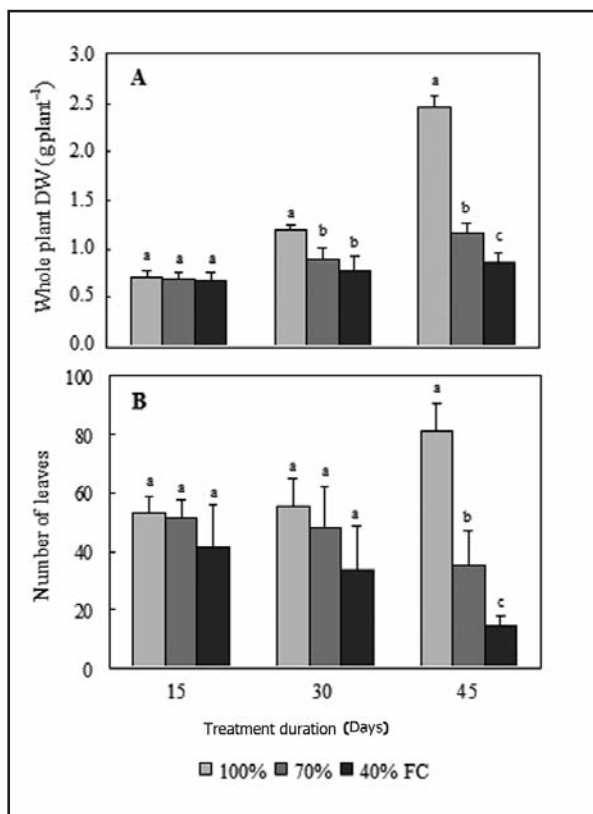 A
Whole plant DW (g plant⁻¹)
3.0
2.5
2.0
1.5
1.0
0.5
0.0
a a a
a b b
a b c
B
Number of leaves
100
80
60
40
20
0
a a a
a a a
a b c
15 30 45
Treatment duration (Days)
100% 70% 40% FC